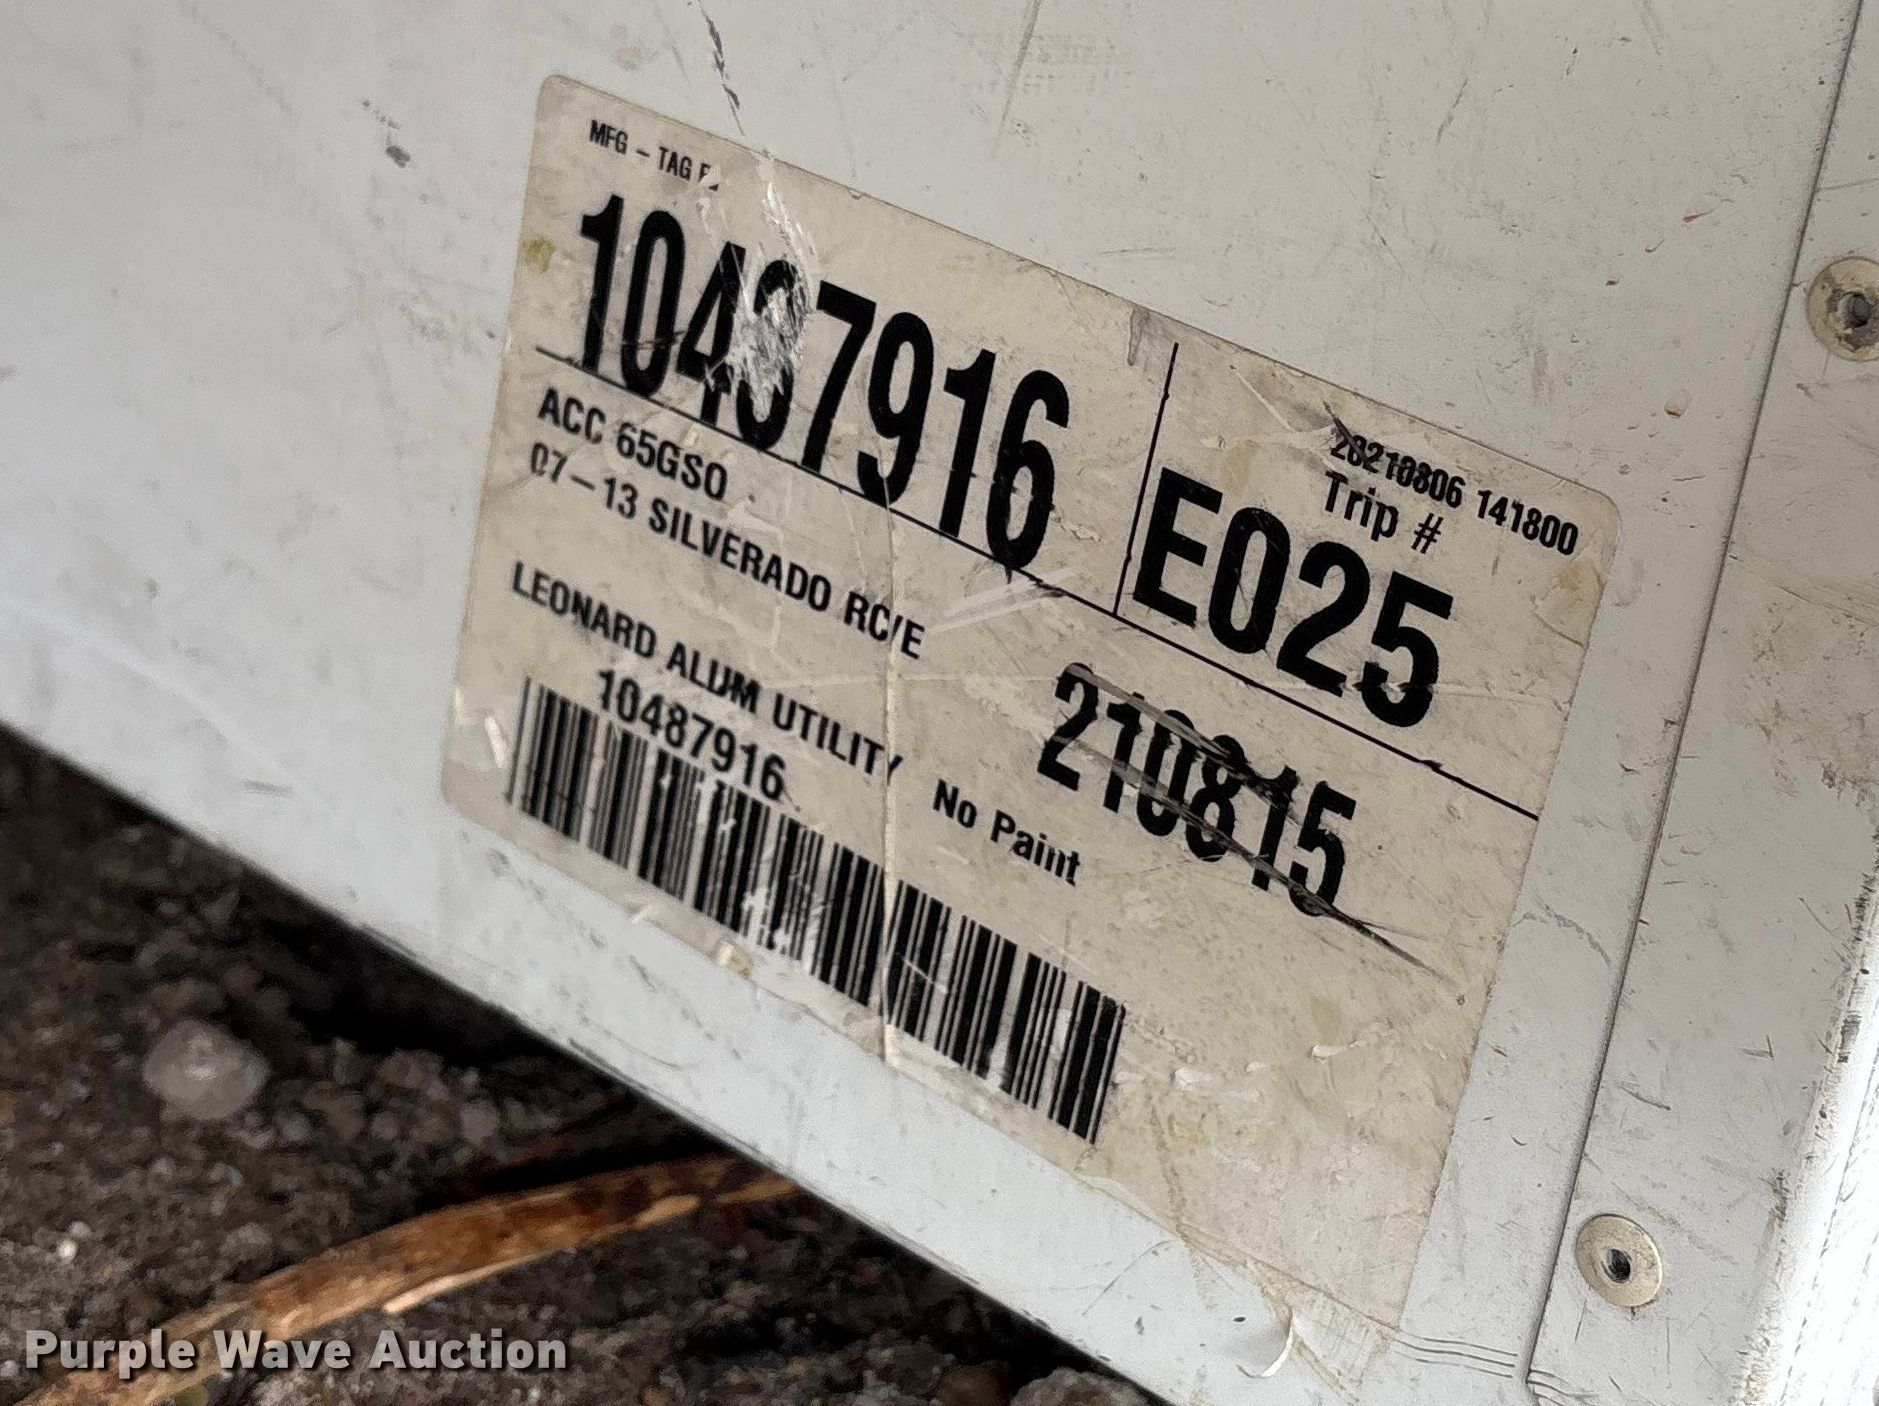 MFG - TAG
10487916
20210806 141800
Trip #
E025
ACC 65GSO
07-13 SILVERADO RC/E
210815
LEONARD ALUM UTILITY
No Paint
10487916
Purple Wave Auction